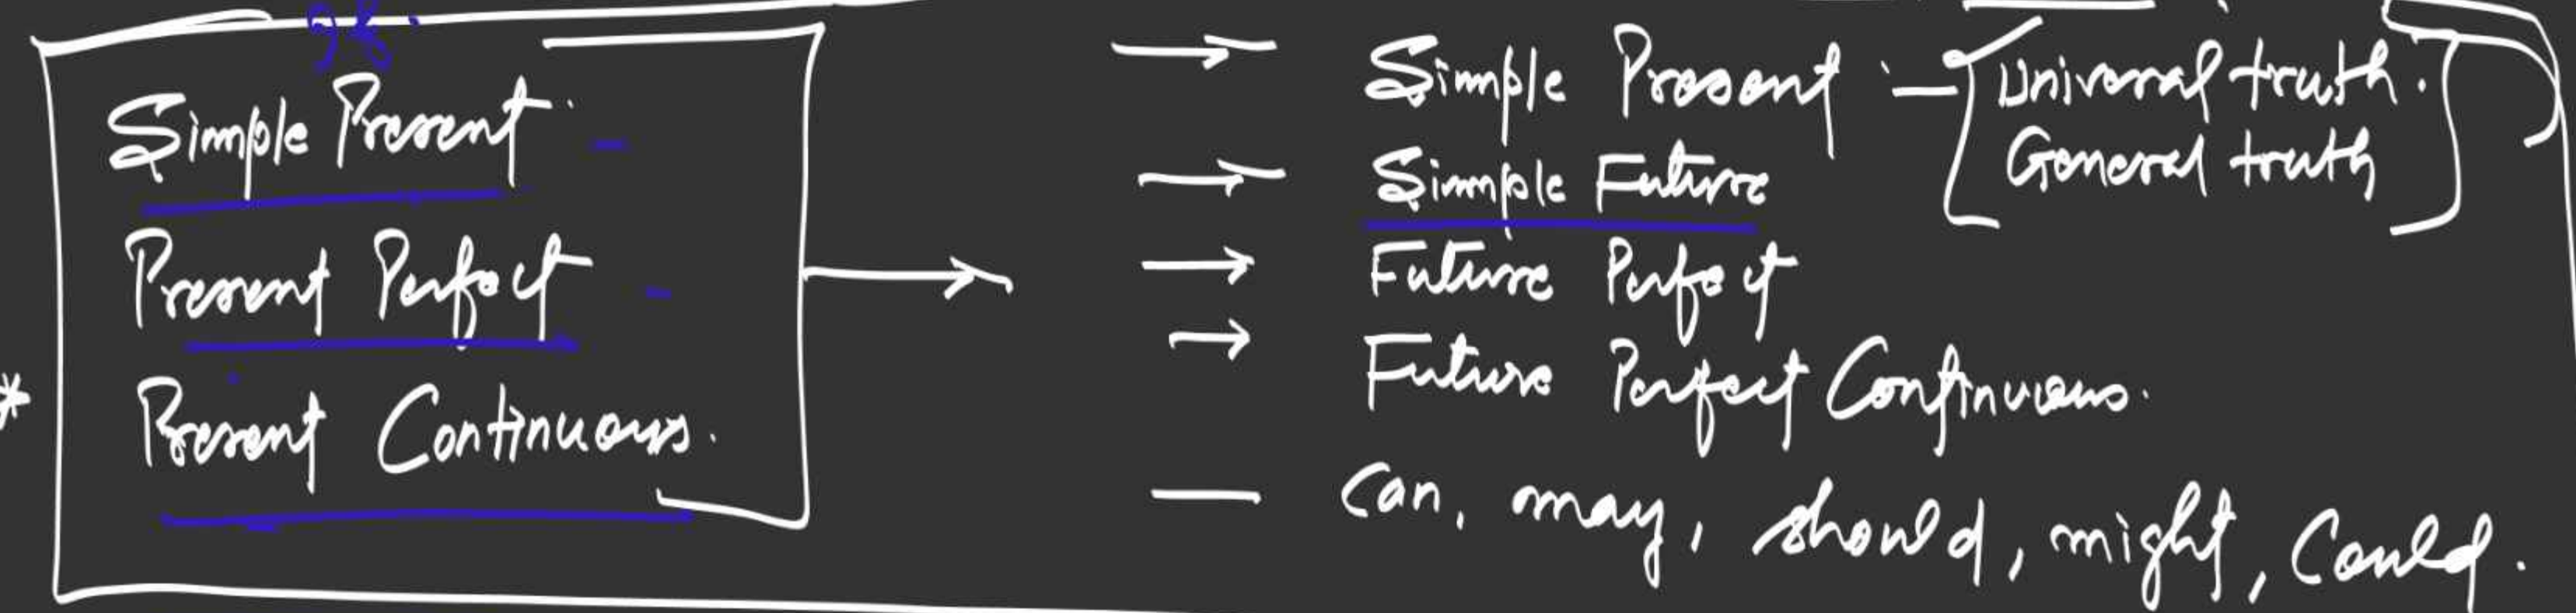 If.
Simple Present.
Present Perfect
* Present Continuous.
→ Simple Present :— [Universal truth.
General truth]
→ Simple Future
→ Future Perfect
→ Future Perfect Continuous.
— Can, may, should, might, Could.